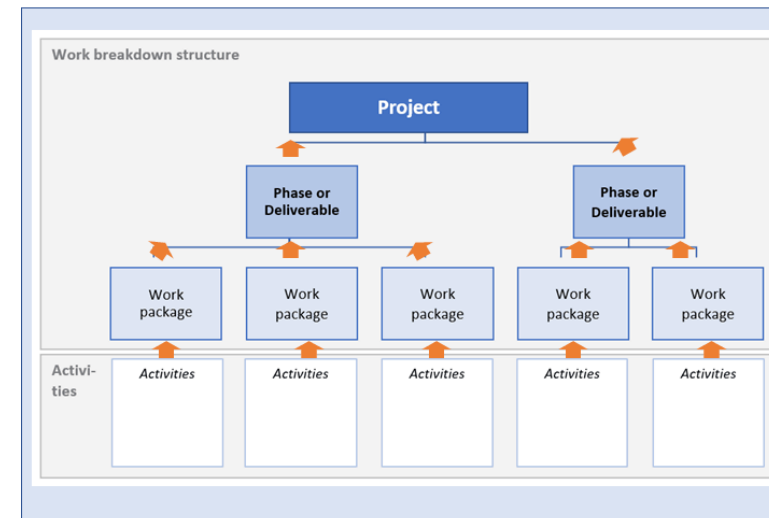 Work breakdown structure
Project
Phase or
Deliverable
Phase or
Deliverable
Work
package
Work
package
Work
package
Work
package
Work
package
Activi-
ties
Activities
Activities
Activities
Activities
Activities